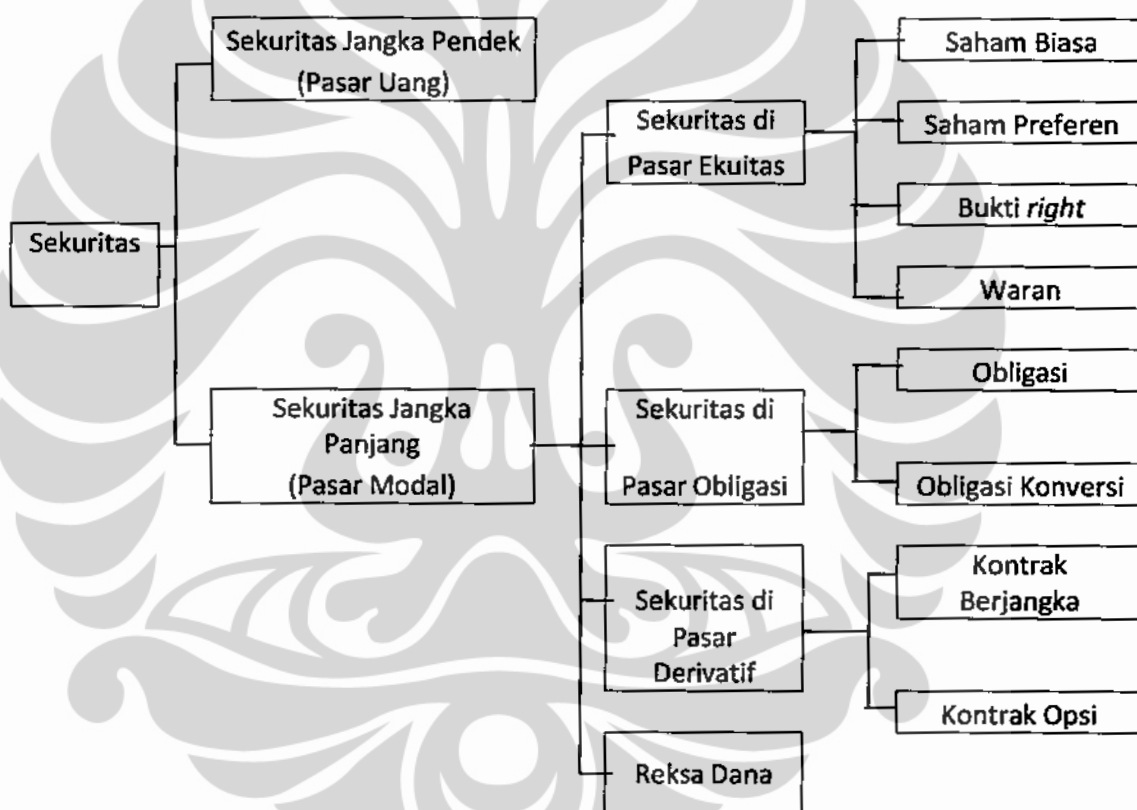 Sekuritas
Sekuritas Jangka Pendek
(Pasar Uang)
Sekuritas Jangka
Panjang
(Pasar Modal)
Sekuritas di
Pasar Ekuitas
Sekuritas di
Pasar Obligasi
Sekuritas di
Pasar
Derivatif
Reksa Dana
Saham Biasa
Saham Preferen
Bukti right
Waran
Obligasi
Obligasi Konversi
Kontrak
Berjangka
Kontrak Opsi